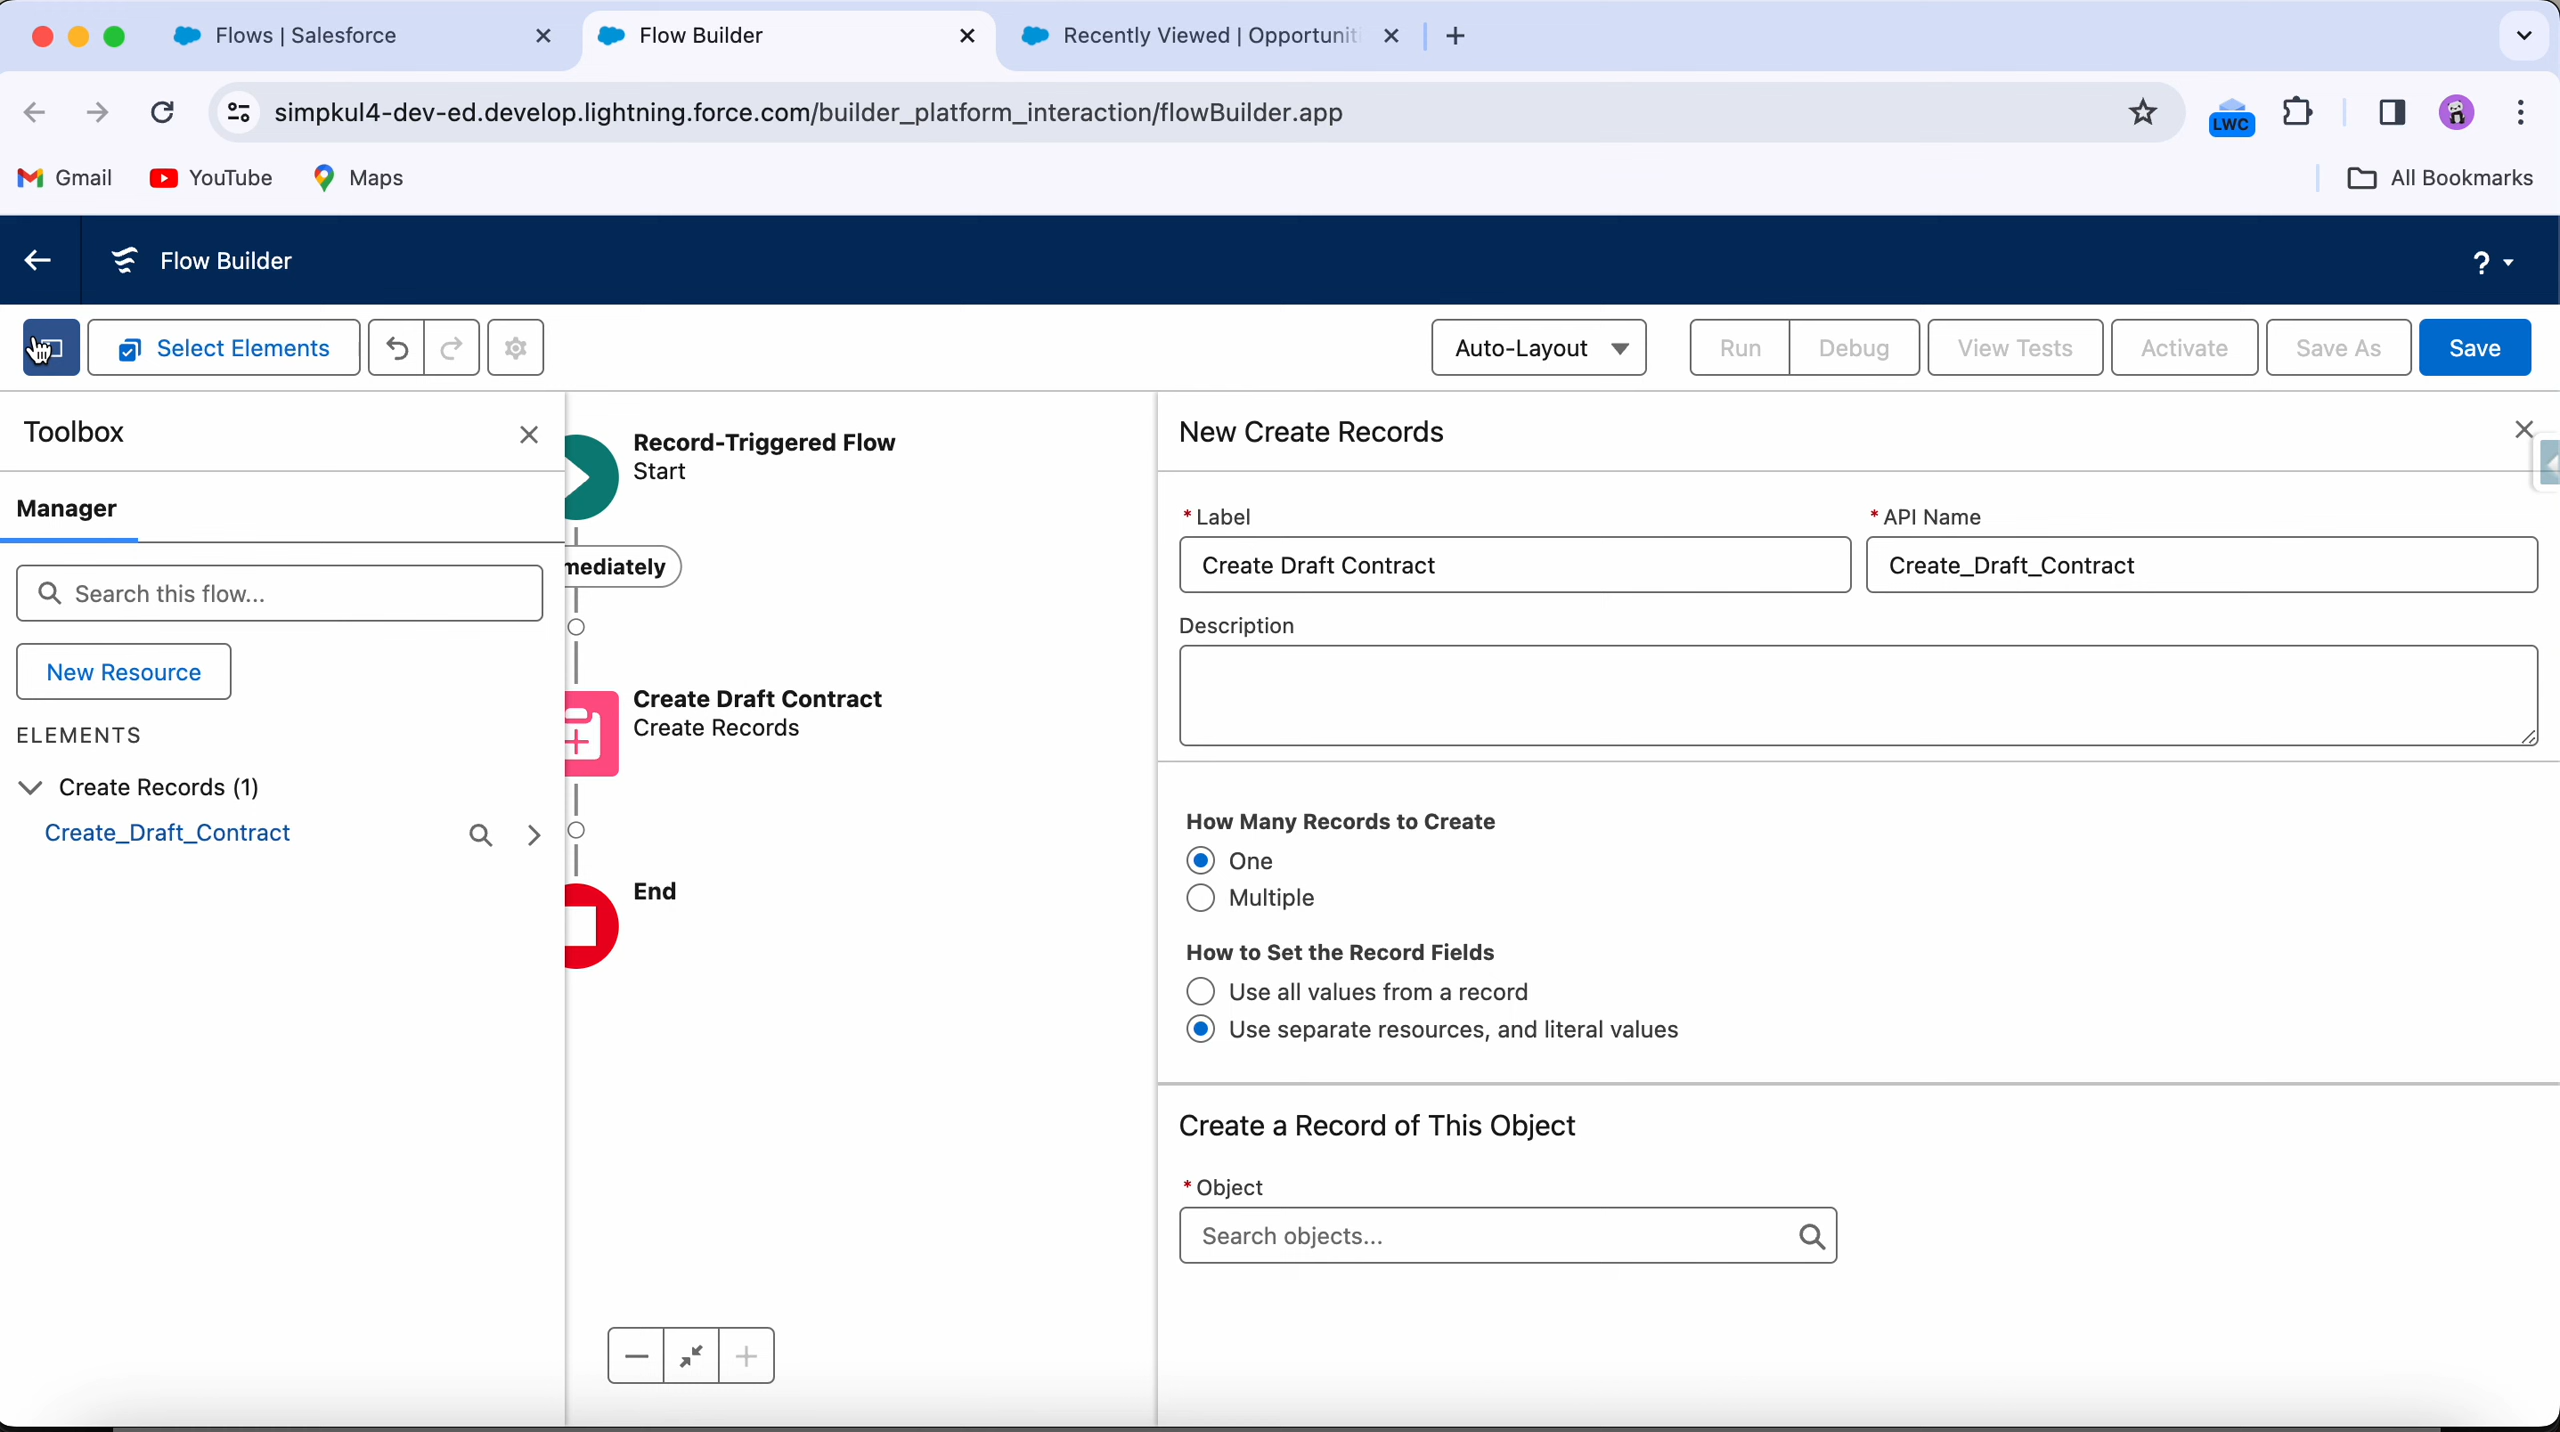 Flows | Salesforce
Flow Builder
Recently Viewed | Opportuniti
simpkul4-dev-ed.develop.lightning.force.com/builder_platform_interaction/flowBuilder.app
LWC
Gmail
YouTube
Maps
All Bookmarks
Flow Builder
?
Select Elements
Auto-Layout
Run
Debug
View Tests
Activate
Save As
Save
Toolbox
Manager
Search this flow...
New Resource
ELEMENTS
Create Records (1)
Create_Draft_Contract
Record-Triggered Flow
Start
mediately
Create Draft Contract
Create Records
End
New Create Records
* Label
Create Draft Contract
* API Name
Create_Draft_Contract
Description
How Many Records to Create
One
Multiple
How to Set the Record Fields
Use all values from a record
Use separate resources, and literal values
Create a Record of This Object
* Object
Search objects...